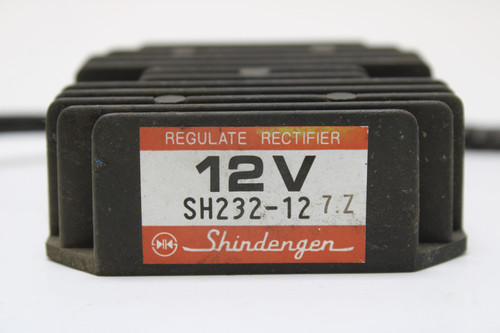 REGULATE RECTIFIER
12V
SH232-12 7.Z
Shindengen